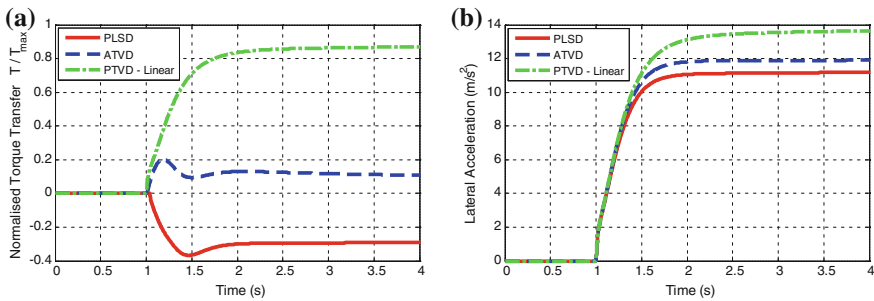 (a)
Normalised Torque Transfer T / Tmax
1
0.8
0.6
0.4
0.2
0
-0.2
-0.4
PLSD
ATVD
PTVD - Linear
0 0.5 1 1.5 2 2.5 3 3.5 4
Time (s)
(b)
Lateral Acceleration (m/s²)
14
12
10
8
6
4
2
0
PLSD
ATVD
PTVD - Linear
0 0.5 1 1.5 2 2.5 3 3.5 4
Time (s)